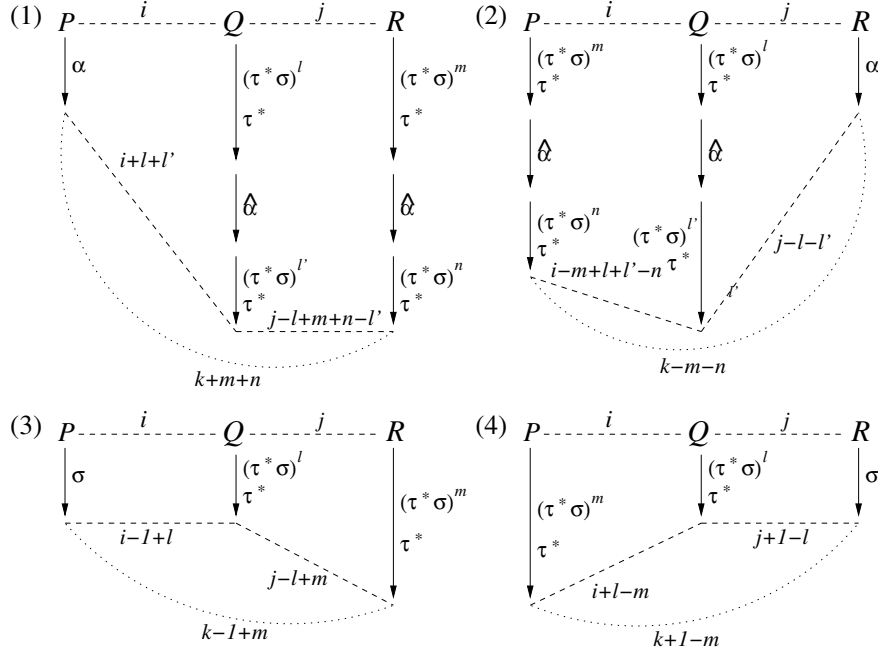 (1) P i Q j R
α
(τ*σ)^l
τ*
(τ*σ)^m
τ*
i+l+l'
α̂
α̂
(τ*σ)^l'
τ*
(τ*σ)^n
τ*
j−l+m+n−l'
k+m+n
(2) P i Q j R
(τ*σ)^m
τ*
(τ*σ)^l
τ*
α
α̂
α̂
(τ*σ)^n
τ*
(τ*σ)^l'
τ*
j−l−l'
i−m+l+l'−n
l'
k−m−n
(3) P i Q j R
σ
(τ*σ)^l
τ*
(τ*σ)^m
τ*
i−1+l
j−l+m
k−1+m
(4) P i Q j R
(τ*σ)^m
τ*
(τ*σ)^l
τ*
σ
j+1−l
i+l−m
k+1−m